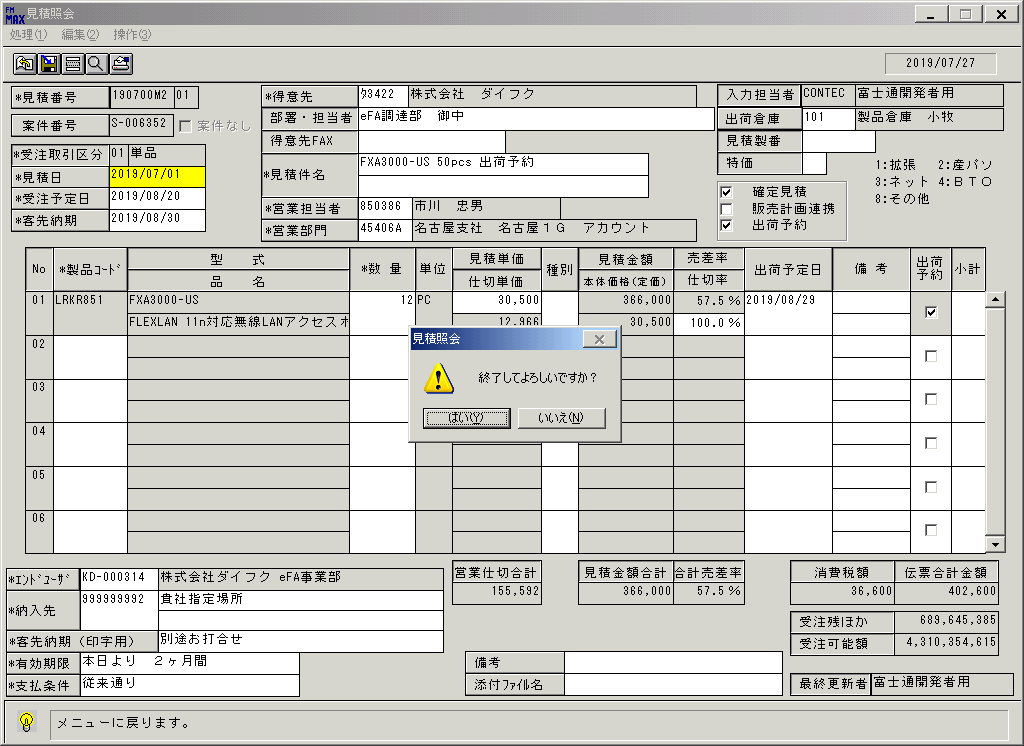 FM MAX 見積照会
処理(1) 編集(2) 操作(3)
2019/07/27
*見積番号 190700M2 01
案件番号 S-006352 案件なし
*受注取引区分 01 単品
*見積日 2019/07/01
*受注予定日 2019/08/20
*客先納期 2019/08/30
*得意先 ﾀ3422 株式会社 ダイフク
部署・担当者 eFA調達部 御中
得意先FAX
*見積件名 FXA3000-US 50pcs 出荷予約
*営業担当者 850386 市川 忠男
*営業部門 45406A 名古屋支社 名古屋1G アカウント
入力担当者 CONTEC 富士通開発者用
出荷倉庫 101 製品倉庫 小牧
見積製番
特価
1:拡張 2:産パソ
3:ネット 4:BTO
8:その他
確定見積
販売計画連携
出荷予約
No *製品ｺｰﾄﾞ 型 式 *数 量 単位 見積単価 種別 見積金額 売差率 出荷予定日 備 考 出荷予約 小計
品 名 仕切単価 本体価格(定価) 仕切率
01 LRKR851 FXA3000-US 12 PC 30,500 366,000 57.5 % 2019/08/29
FLEXLAN 11n対応無線LANアクセスポ 12,966 30,500 100.0 %
02
03
04
05
06
見積照会
終了してよろしいですか?
はい(Y) いいえ(N)
*ｴﾝﾄﾞﾕｰｻﾞ KD-000314 株式会社ダイフク eFA事業部
*納入先 999999992 貴社指定場所
*客先納期(印字用) 別途お打合せ
*有効期限 本日より 2ヶ月間
*支払条件 従来通り
営業仕切合計
155,592
見積金額合計 合計売差率
366,000 57.5 %
消費税額 伝票合計金額
36,600 402,600
受注残ほか 689,645,385
受注可能額 4,310,354,615
備考
添付ﾌｧｲﾙ名
最終更新者 富士通開発者用
メニューに戻ります。